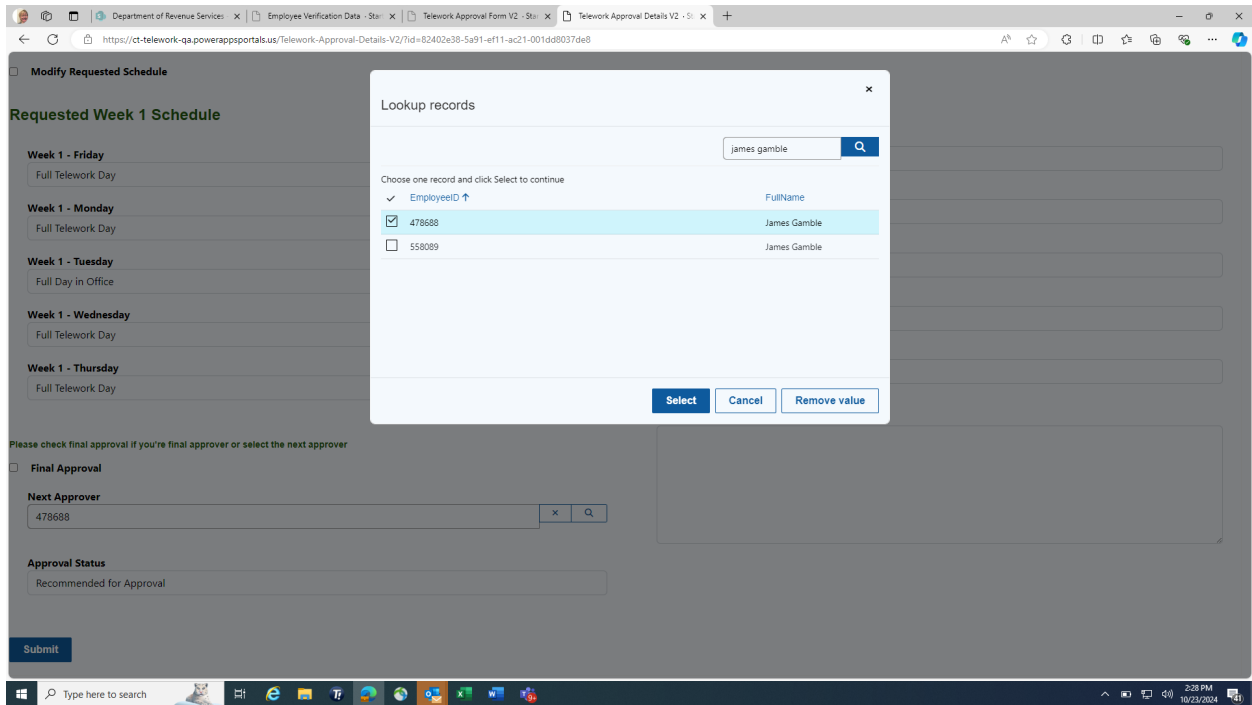 Department of Revenue Services
Employee Verification Data - Star
Telework Approval Form V2 - Star
Telework Approval Details V2 - St
https://ct-telework-qa.powerappsportals.us/Telework-Approval-Details-V2/?id=82402e38-5a91-ef11-ac21-001dd8037de8
Modify Requested Schedule
Requested Week 1 Schedule
Week 1 - Friday
Full Telework Day
Week 1 - Monday
Full Telework Day
Week 1 - Tuesday
Full Day in Office
Week 1 - Wednesday
Full Telework Day
Week 1 - Thursday
Full Telework Day
Lookup records
james gamble
Choose one record and click Select to continue
EmployeeID FullName
478688 James Gamble
558089 James Gamble
Select Cancel Remove value
Please check final approval if you're final approver or select the next approver
Final Approval
Next Approver
478688
Approval Status
Recommended for Approval
Submit
Type here to search
2:28 PM
10/23/2024